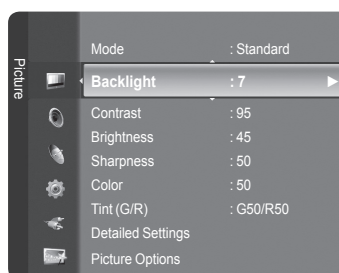 Picture
Mode : Standard
Backlight : 7
Contrast : 95
Brightness : 45
Sharpness : 50
Color : 50
Tint (G/R) : G50/R50
Detailed Settings
Picture Options